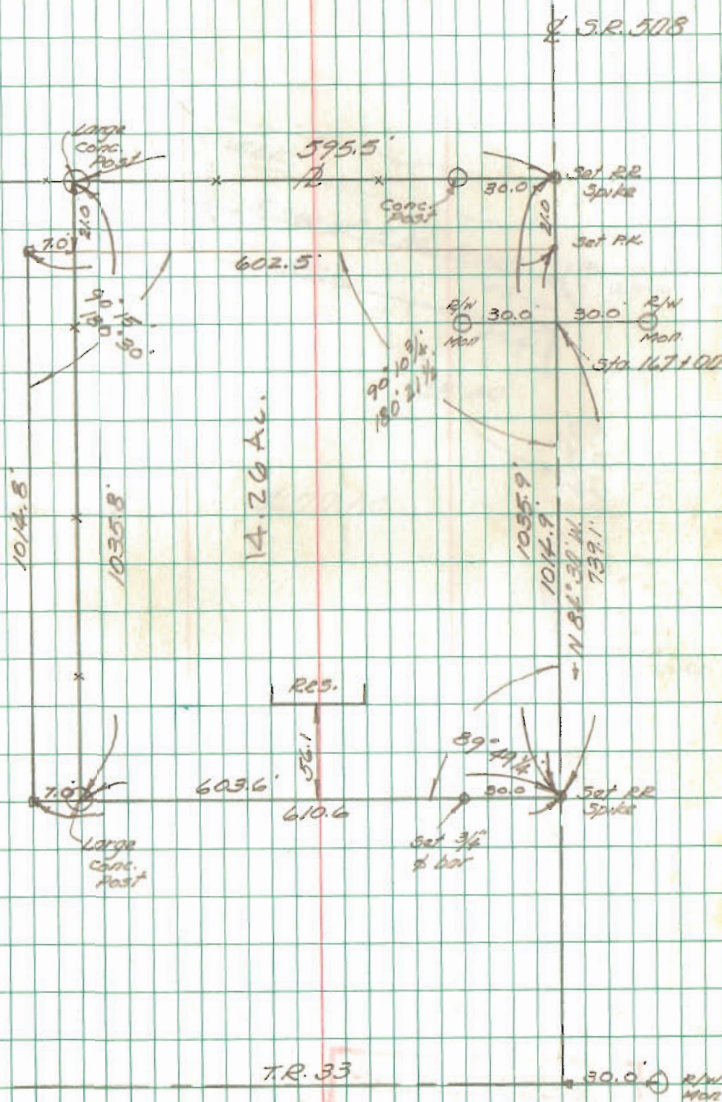 ℄ S.R. 508
Large
Conc.
Post
595.5'
Conc.
Post
30.0'
Set RR
Spike
21.0
21.0
7.0'
602.5'
Set P.K.
90° 15'
180° 30'
R/W
Mon
30.0'
30.0'
R/W
Mon.
Sta. 167+00
90° 10 3/4'
180° 21 1/2'
14.26 Ac.
1014.8'
1035.8'
1035.9'
1014.9'
739.1'
Res.
56.1
89°
49 1/4'
7.0'
603.6'
610.6
30.0
Set RR
Spike
Set 3/4"
ø bar
Large
Conc.
Post
T.R. 33
30.0'
R/W
Mon.